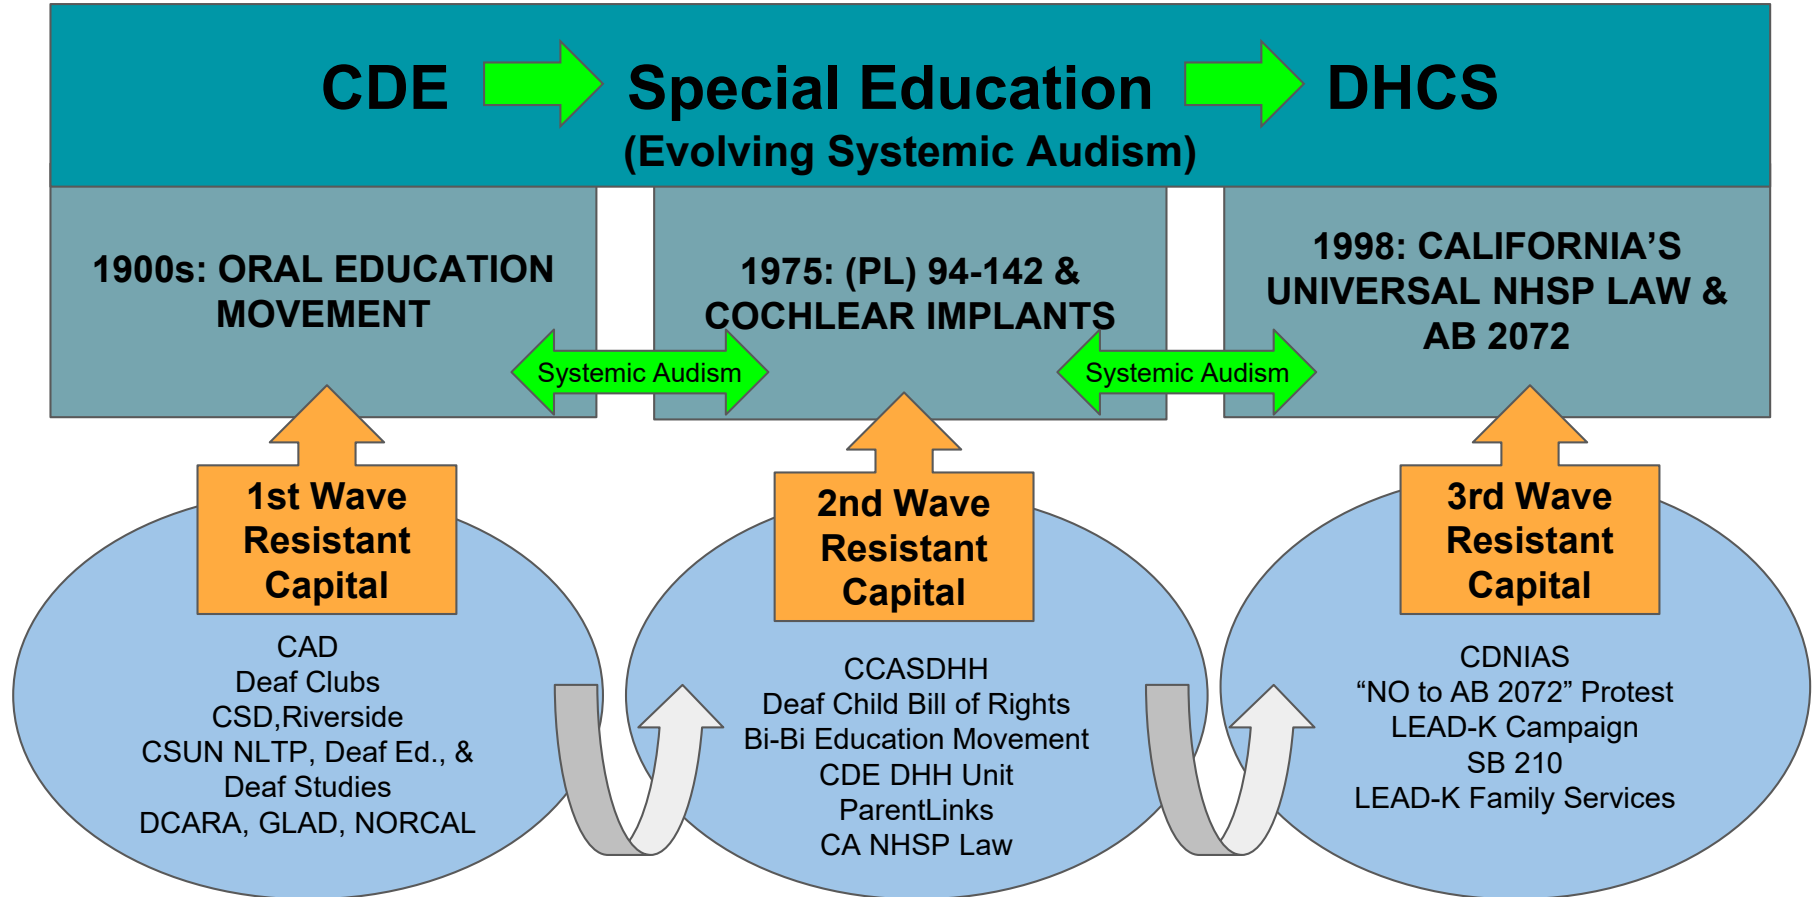 CDE Special Education DHCS
(Evolving Systemic Audism)
1900s: ORAL EDUCATION
MOVEMENT
1975: (PL) 94-142 &
COCHLEAR IMPLANTS
1998: CALIFORNIA’S
UNIVERSAL NHSP LAW &
AB 2072
Systemic Audism
Systemic Audism
1st Wave
Resistant
Capital
CAD
Deaf Clubs
CSD,Riverside
CSUN NLTP, Deaf Ed., &
Deaf Studies
DCARA, GLAD, NORCAL
2nd Wave
Resistant
Capital
CCASDHH
Deaf Child Bill of Rights
Bi-Bi Education Movement
CDE DHH Unit
ParentLinks
CA NHSP Law
3rd Wave
Resistant
Capital
CDNIAS
“NO to AB 2072” Protest
LEAD-K Campaign
SB 210
LEAD-K Family Services